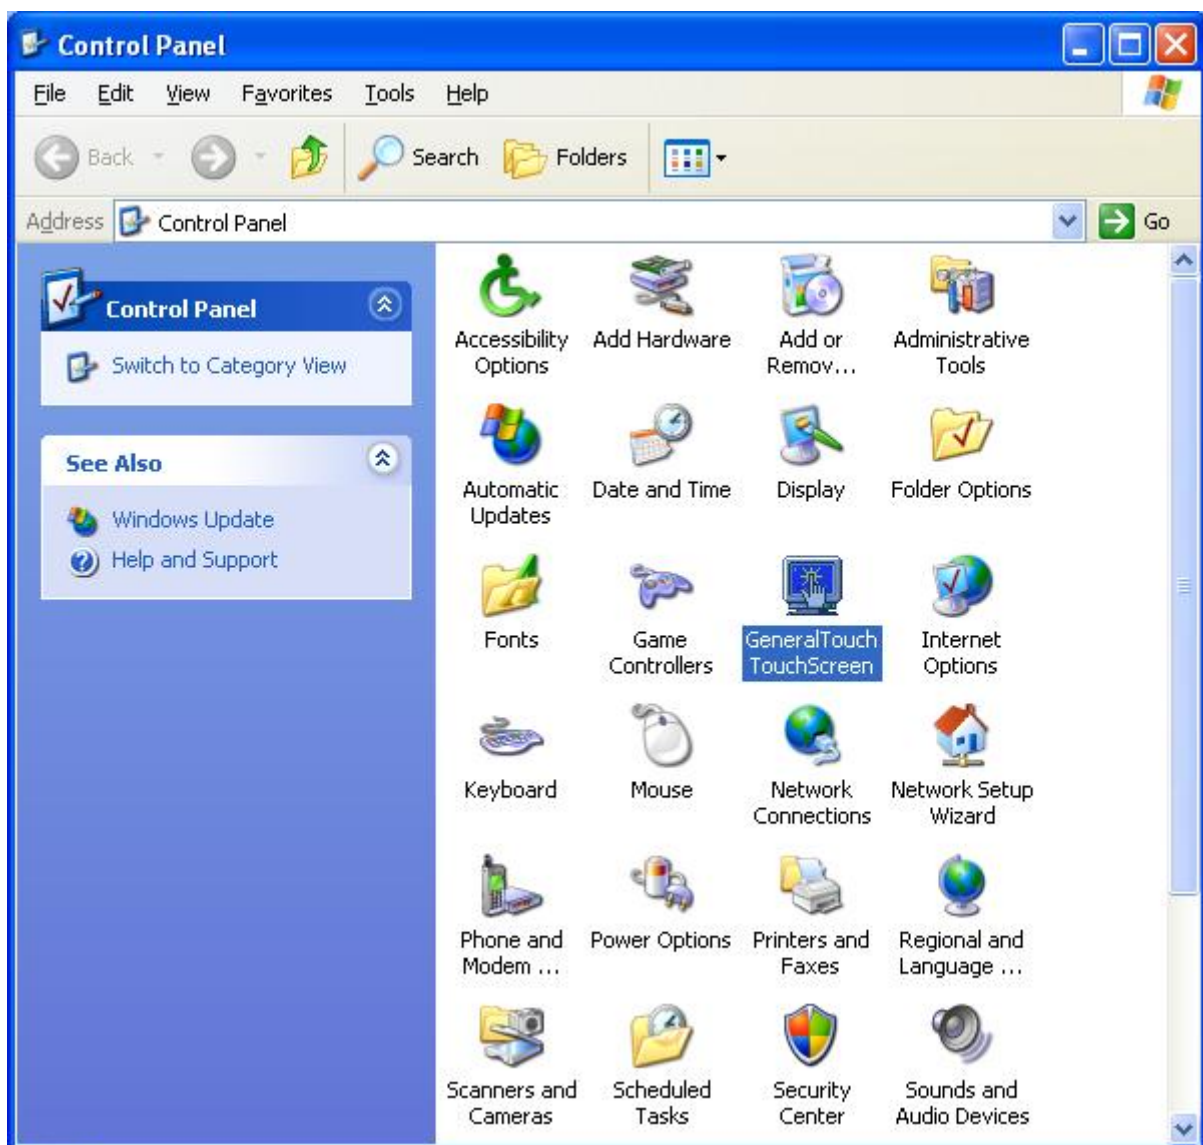 Control Panel
File Edit View Favorites Tools Help
Back Search Folders
Address Control Panel Go
Control Panel
Switch to Category View
See Also
Windows Update
Help and Support
Accessibility Options
Add Hardware
Add or Remov...
Administrative Tools
Automatic Updates
Date and Time
Display
Folder Options
Fonts
Game Controllers
GeneralTouch TouchScreen
Internet Options
Keyboard
Mouse
Network Connections
Network Setup Wizard
Phone and Modem ...
Power Options
Printers and Faxes
Regional and Language ...
Scanners and Cameras
Scheduled Tasks
Security Center
Sounds and Audio Devices